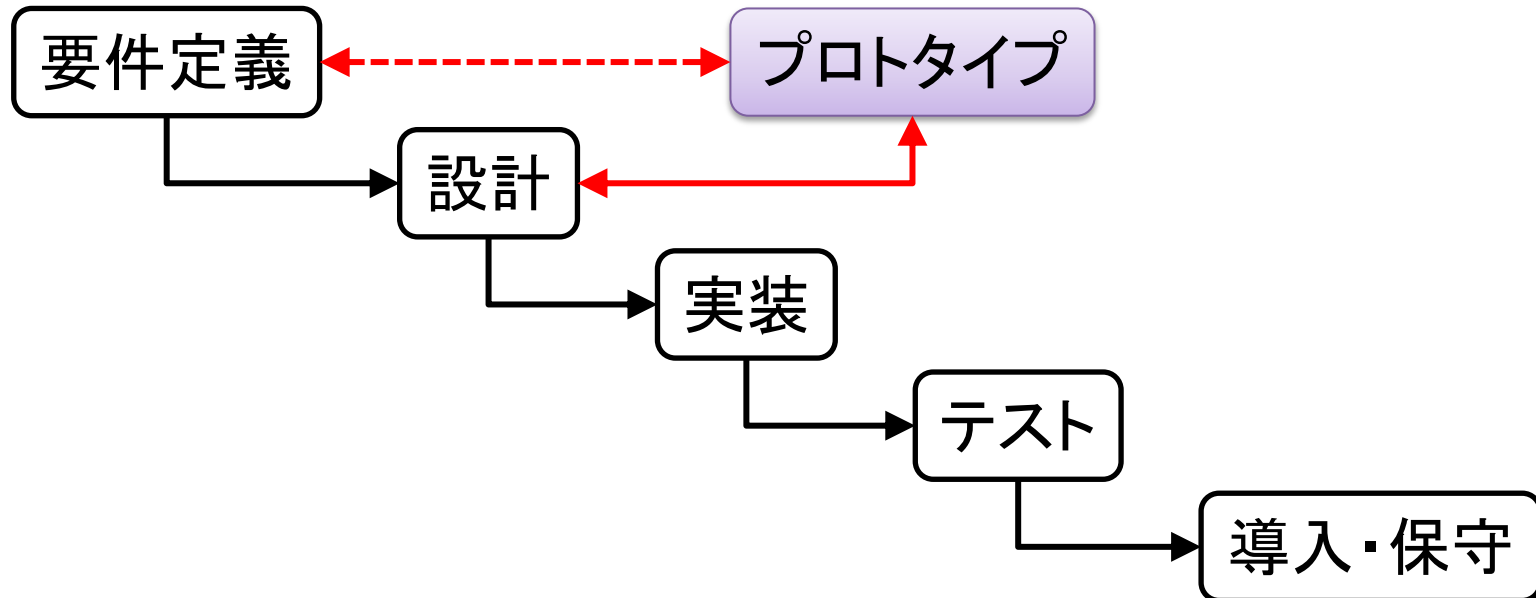 要件定義
プロトタイプ
設計
実装
テスト
導入・保守